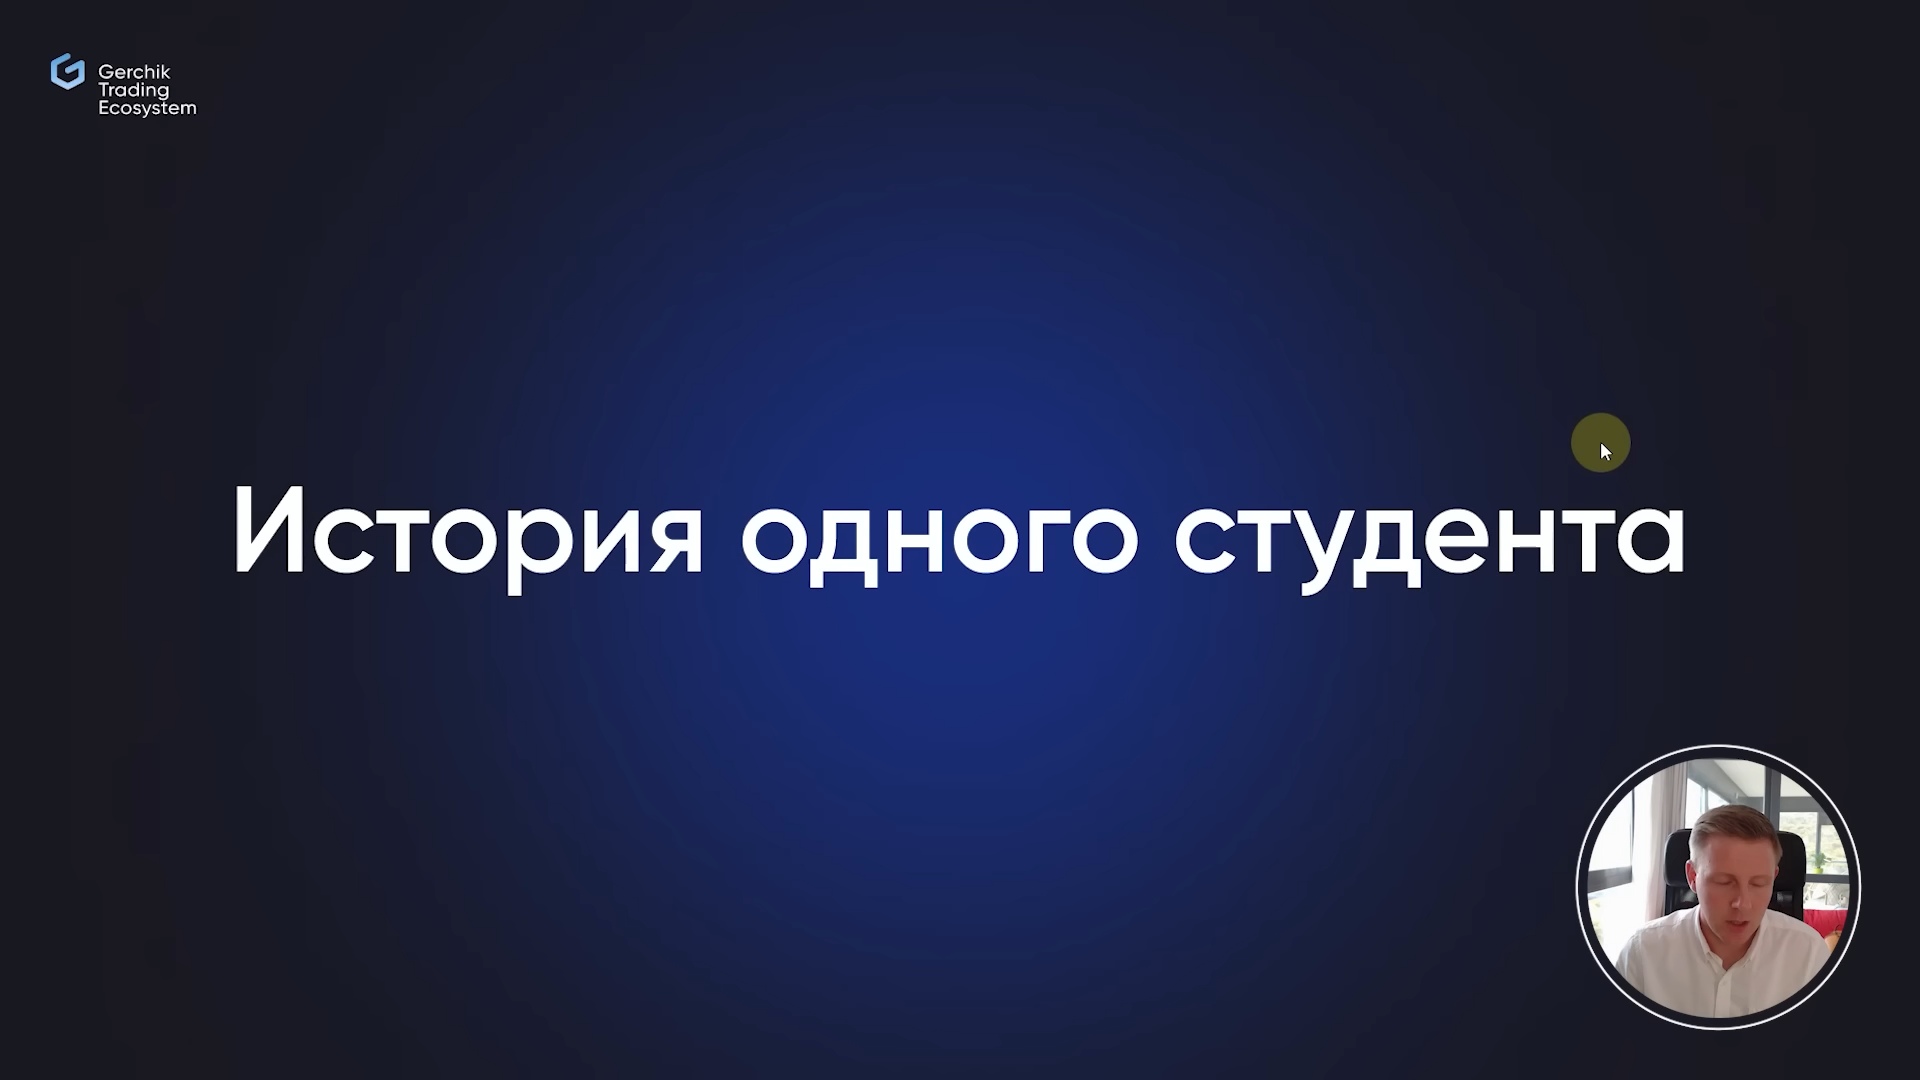 Gerchik
Trading
Ecosystem
История одного студента